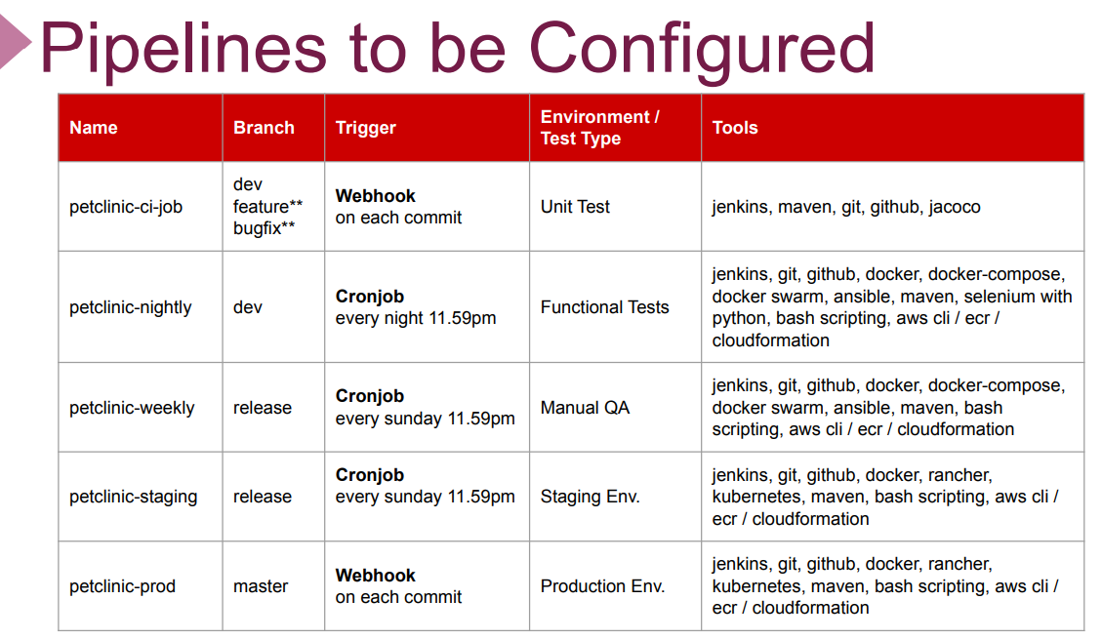 Pipelines to be Configured
Name
Branch
Trigger
Environment /
Test Type
Tools
petclinic-ci-job
dev
feature**
bugfix**
Webhook
on each commit
Unit Test
jenkins, maven, git, github, jacoco
petclinic-nightly
dev
Cronjob
every night 11.59pm
Functional Tests
jenkins, git, github, docker, docker-compose,
docker swarm, ansible, maven, selenium with
python, bash scripting, aws cli / ecr /
cloudformation
petclinic-weekly
release
Cronjob
every sunday 11.59pm
Manual QA
jenkins, git, github, docker, docker-compose,
docker swarm, ansible, maven, bash
scripting, aws cli / ecr / cloudformation
petclinic-staging
release
Cronjob
every sunday 11.59pm
Staging Env.
jenkins, git, github, docker, rancher,
kubernetes, maven, bash scripting, aws cli /
ecr / cloudformation
petclinic-prod
master
Webhook
on each commit
Production Env.
jenkins, git, github, docker, rancher,
kubernetes, maven, bash scripting, aws cli /
ecr / cloudformation